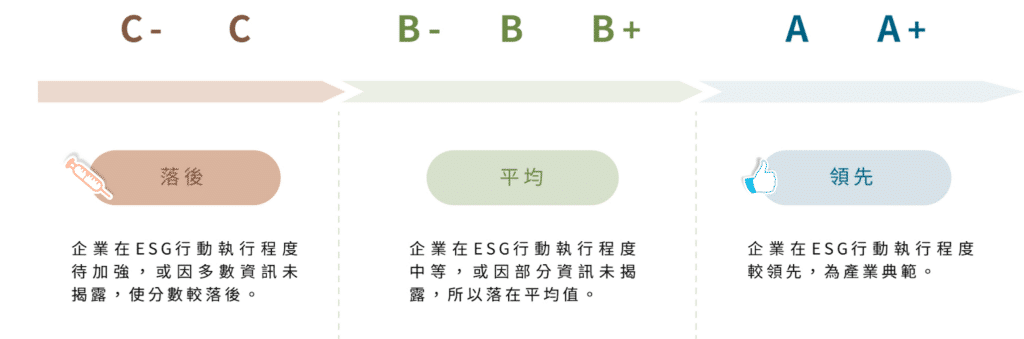 C- C B- B B+ A A+
落後
平均
領先
企業在ESG行動執行程度
待加強，或因多數資訊未
揭露，使分數較落後。
企業在ESG行動執行程度
中等，或因部分資訊未揭
露，所以落在平均值。
企業在ESG行動執行程度
較領先，為產業典範。